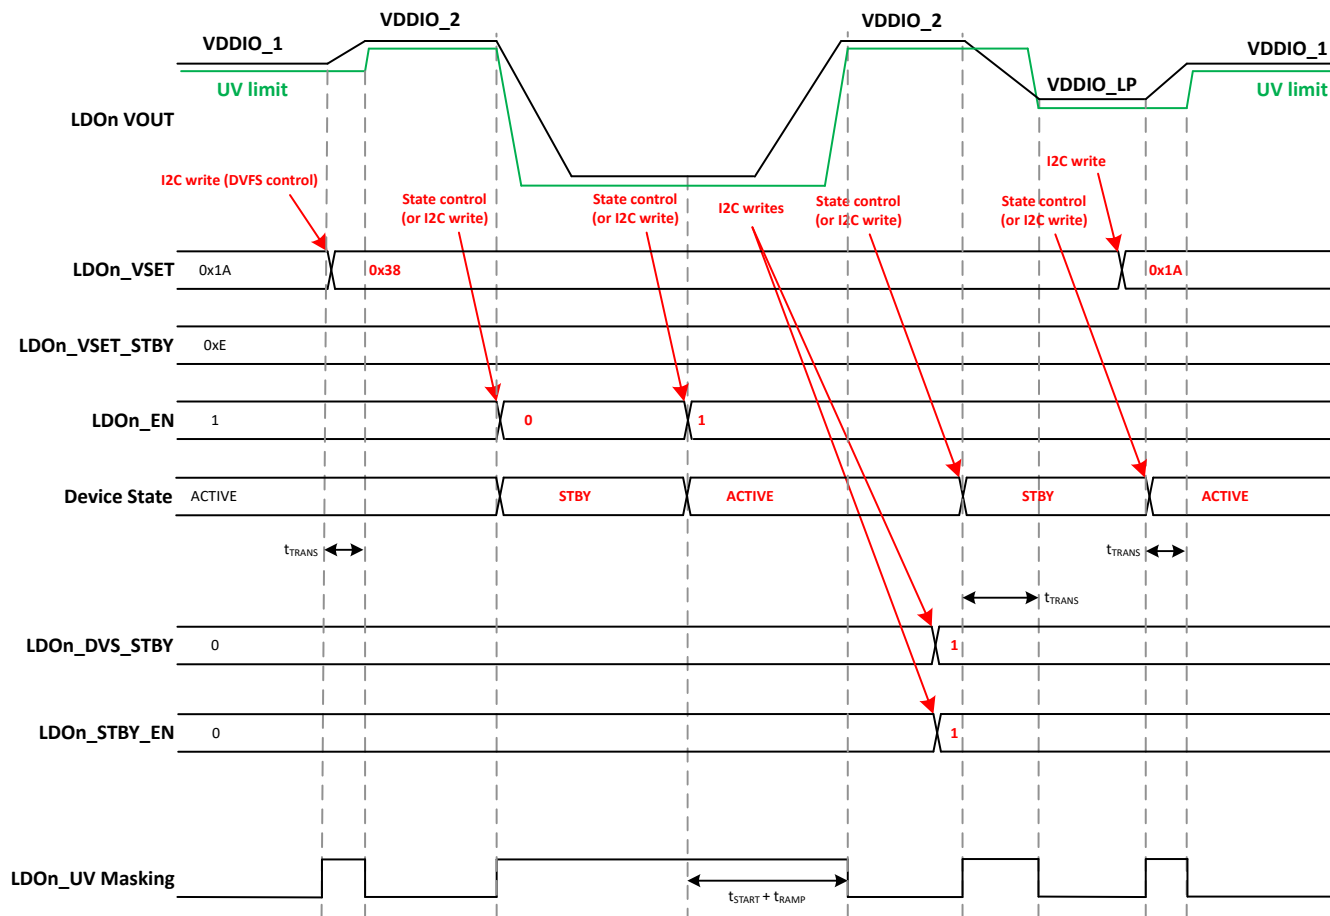 VDDIO_2
VDDIO_2
VDDIO_1
VDDIO_1
UV limit
VDDIO_LP
UV limit
LDOn VOUT
I2C write (DVFS control)
State control
(or I2C write)
State control
(or I2C write)
I2C writes
State control
(or I2C write)
I2C write
State control
(or I2C write)
LDOn_VSET
0x1A
0x38
0x1A
LDOn_VSET_STBY
0xE
LDOn_EN
1
0
1
Device State
ACTIVE
STBY
ACTIVE
STBY
ACTIVE
tTRANS
tTRANS
tTRANS
LDOn_DVS_STBY
0
1
LDOn_STBY_EN
0
1
LDOn_UV Masking
tSTART + tRAMP